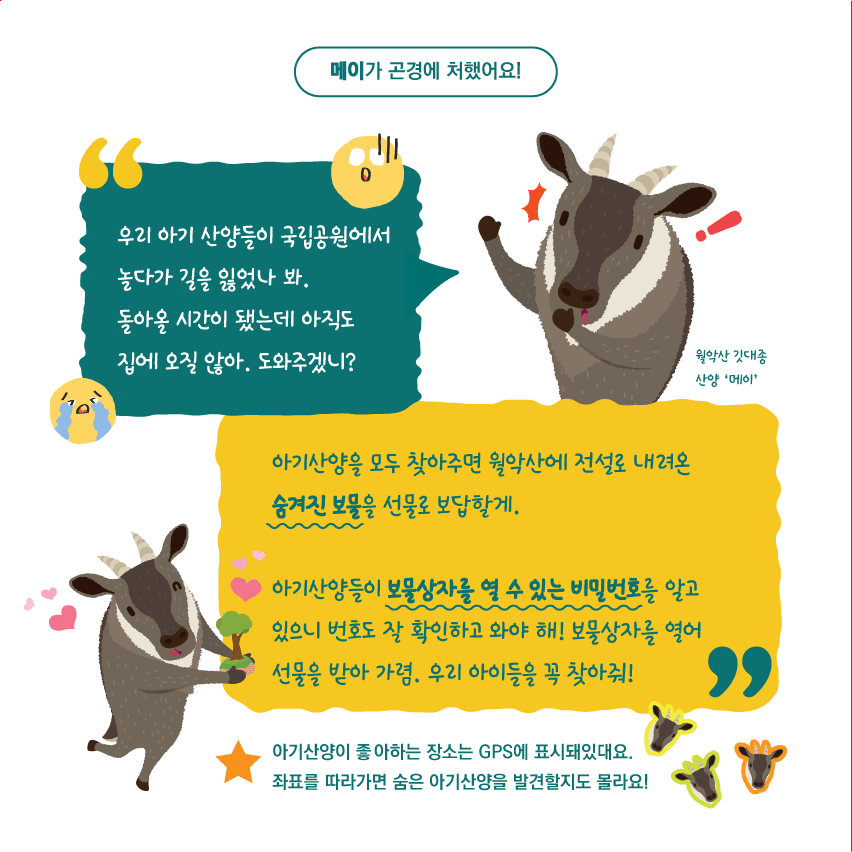 메이가 곤경에 처했어요!
우리 아기 산양들이 국립공원에서
놀다가 길을 잃었나 봐.
돌아올 시간이 됐는데 아직도
집에 오질 않아. 도와주겠니?
월악산 깃대종
산양 ‘메이’
아기산양을 모두 찾아주면 월악산에 전설로 내려온
숨겨진 보물을 선물로 보답할게.
아기산양들이 보물상자를 열 수 있는 비밀번호를 알고
있으니 번호도 잘 확인하고 와야 해! 보물상자를 열어
선물을 받아 가렴. 우리 아이들을 꼭 찾아줘!
아기산양이 좋아하는 장소는 GPS에 표시돼있대요.
좌표를 따라가면 숨은 아기산양을 발견할지도 몰라요!